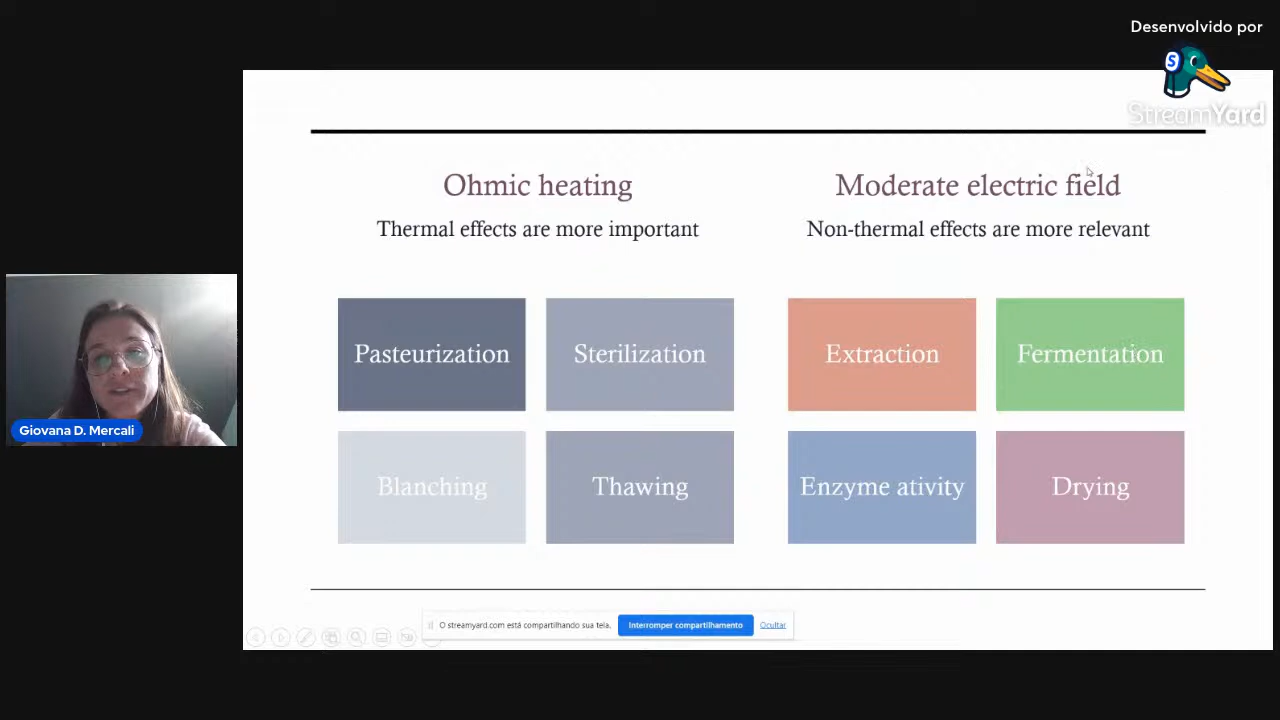 Desenvolvido por
StreamYard
Ohmic heating
Thermal effects are more important
Moderate electric field
Non-thermal effects are more relevant
Pasteurization
Sterilization
Extraction
Fermentation
Blanching
Thawing
Enzyme ativity
Drying
Giovana D. Mercali
O streamyard.com está compartilhando sua tela.
Interromper compartilhamento
Ocultar